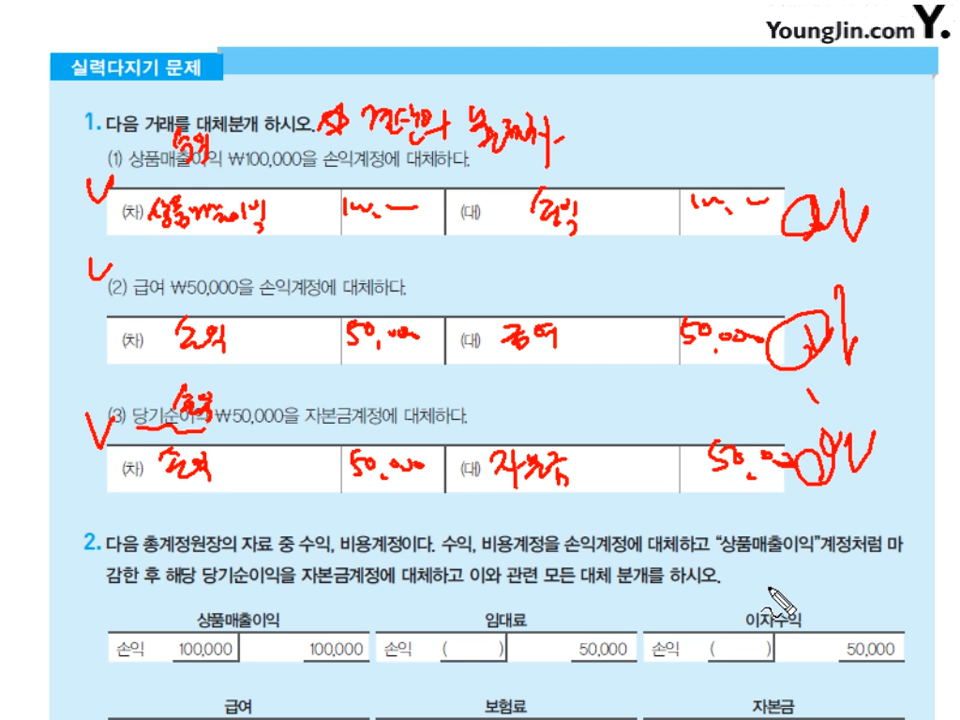 YoungJin.com Y.
실력다지기 문제
1. 다음 거래를 대체분개 하시오.
손익
(1) 상품매출이익 ₩100,000을 손익계정에 대체하다.
(차) 상품매출이익 (대) 손익
(2) 급여 ₩50,000을 손익계정에 대체하다.
(차) 손익 50,000 (대) 급여 50,000
손익
(3) 당기순이익 ₩50,000을 자본금계정에 대체하다.
(차) 손익 50,000 (대) 자본금 50,000
2. 다음 총계정원장의 자료 중 수익, 비용계정이다. 수익, 비용계정을 손익계정에 대체하고 “상품매출이익”계정처럼 마
감한 후 해당 당기순이익을 자본금계정에 대체하고 이와 관련 모든 대체 분개를 하시오.
상품매출이익 임대료 이자수익
손익 100,000 100,000 손익 ( ) 50,000 손익 ( ) 50,000
급여 보험료 자본금